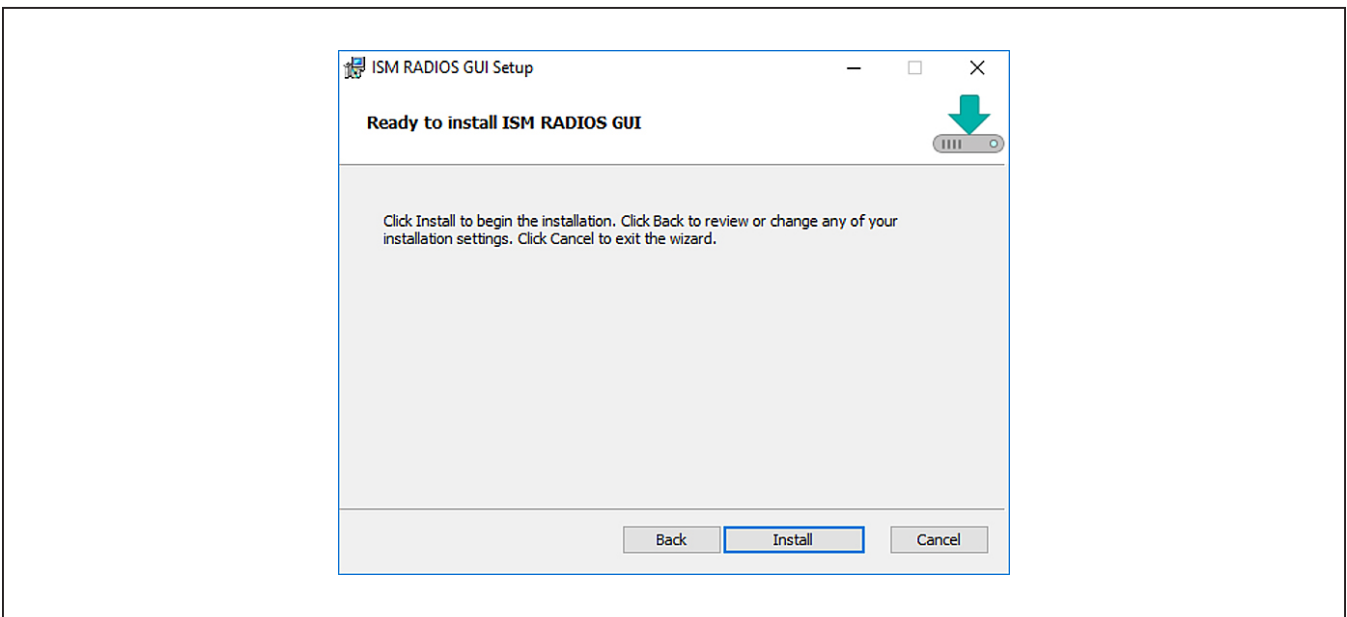 ISM RADIOS GUI Setup
Ready to install ISM RADIOS GUI
Click Install to begin the installation. Click Back to review or change any of your
installation settings. Click Cancel to exit the wizard.
Back Install Cancel